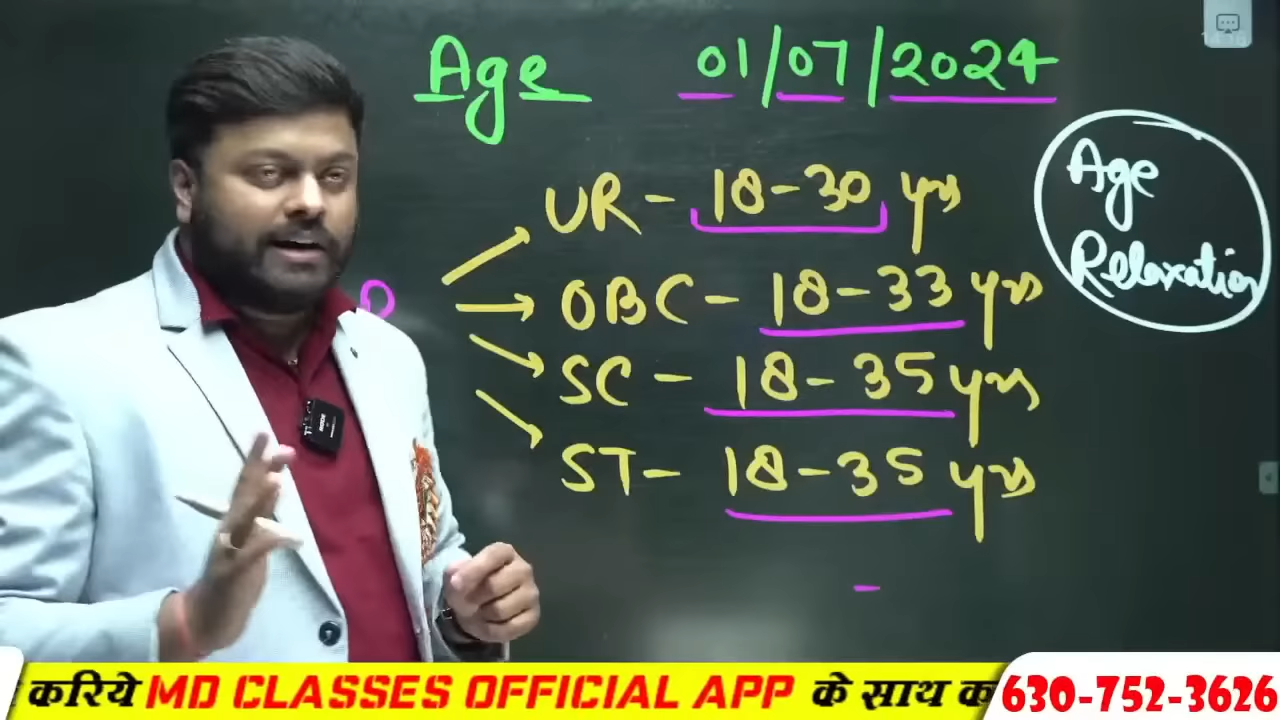 Age 01/07/2024
UR - 18-30 yrs
OBC - 18-33 yrs
SC - 18-35 yrs
ST - 18-35 yrs
Age
Relaxation
करिये MD CLASSES OFFICIAL APP के साथ
630-752-3626